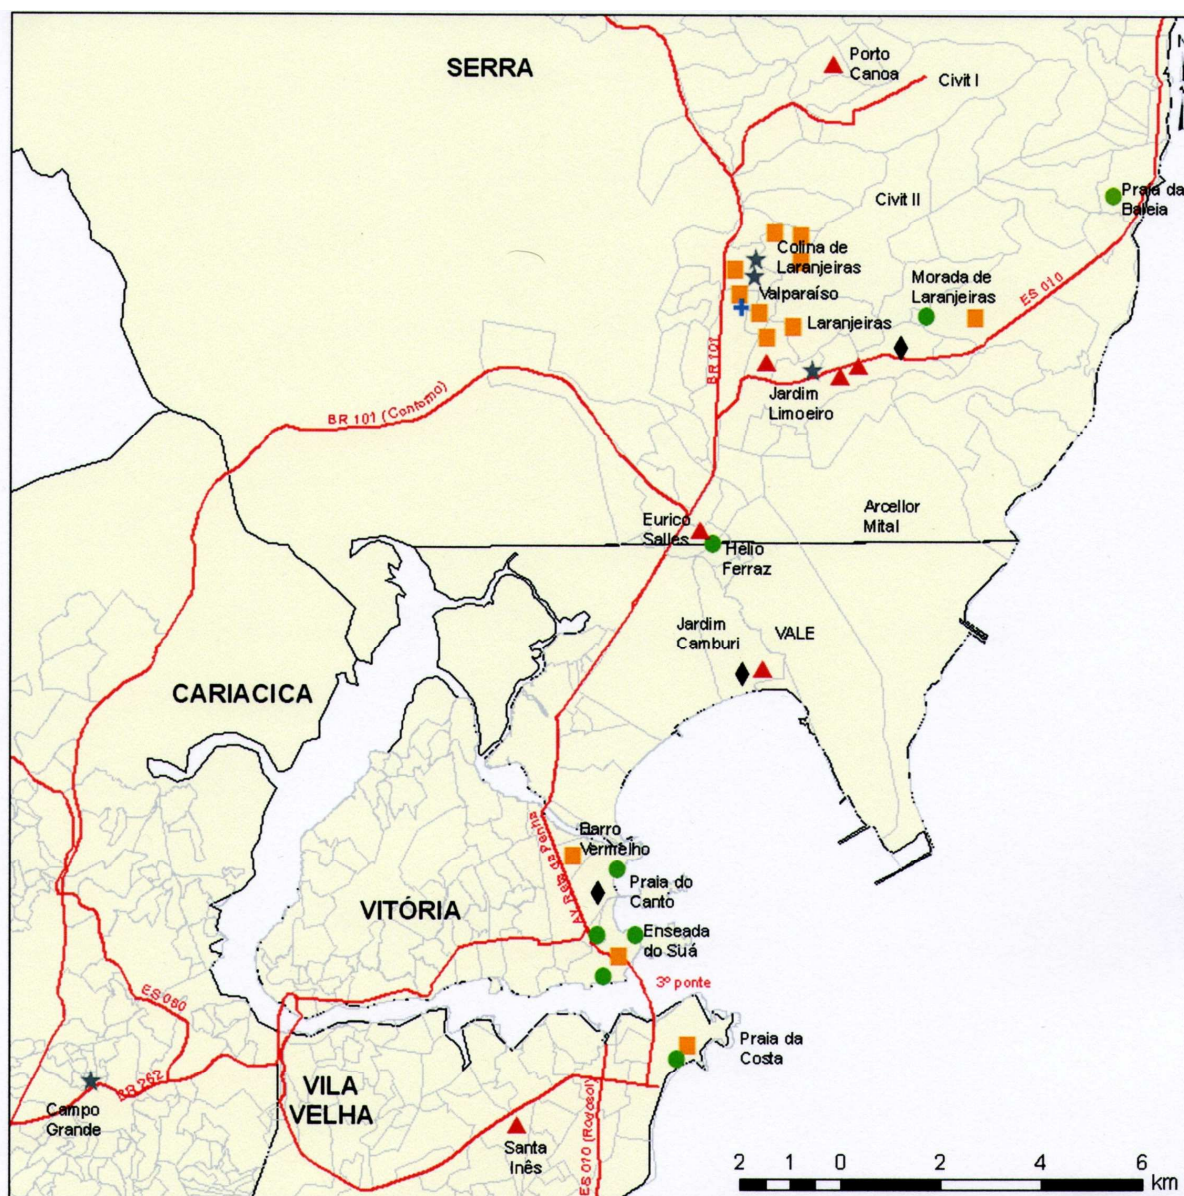 N
SERRA
Porto
Canoa
Civit I
Civit II
Praia da
Baleia
Colina de
Laranjeiras
Morada de
Laranjeiras
ES 010
Valparaíso
Laranjeiras
BR 101
Jardim
Limoeiro
BR 101 (Contorno)
Eurico
Salles
Arcellor
Mital
Hélio
Ferraz
Jardim
Camburi
VALE
CARIACICA
Barro
Vermelho
Av Reta da Penha
Praia do
Canto
VITÓRIA
Enseada
do Suá
3º ponte
ES 080
Praia da
Costa
BR 262
Campo
Grande
VILA
VELHA
ES 010 (Rodosol)
Santa
Inês
2 1 0 2 4 6
km